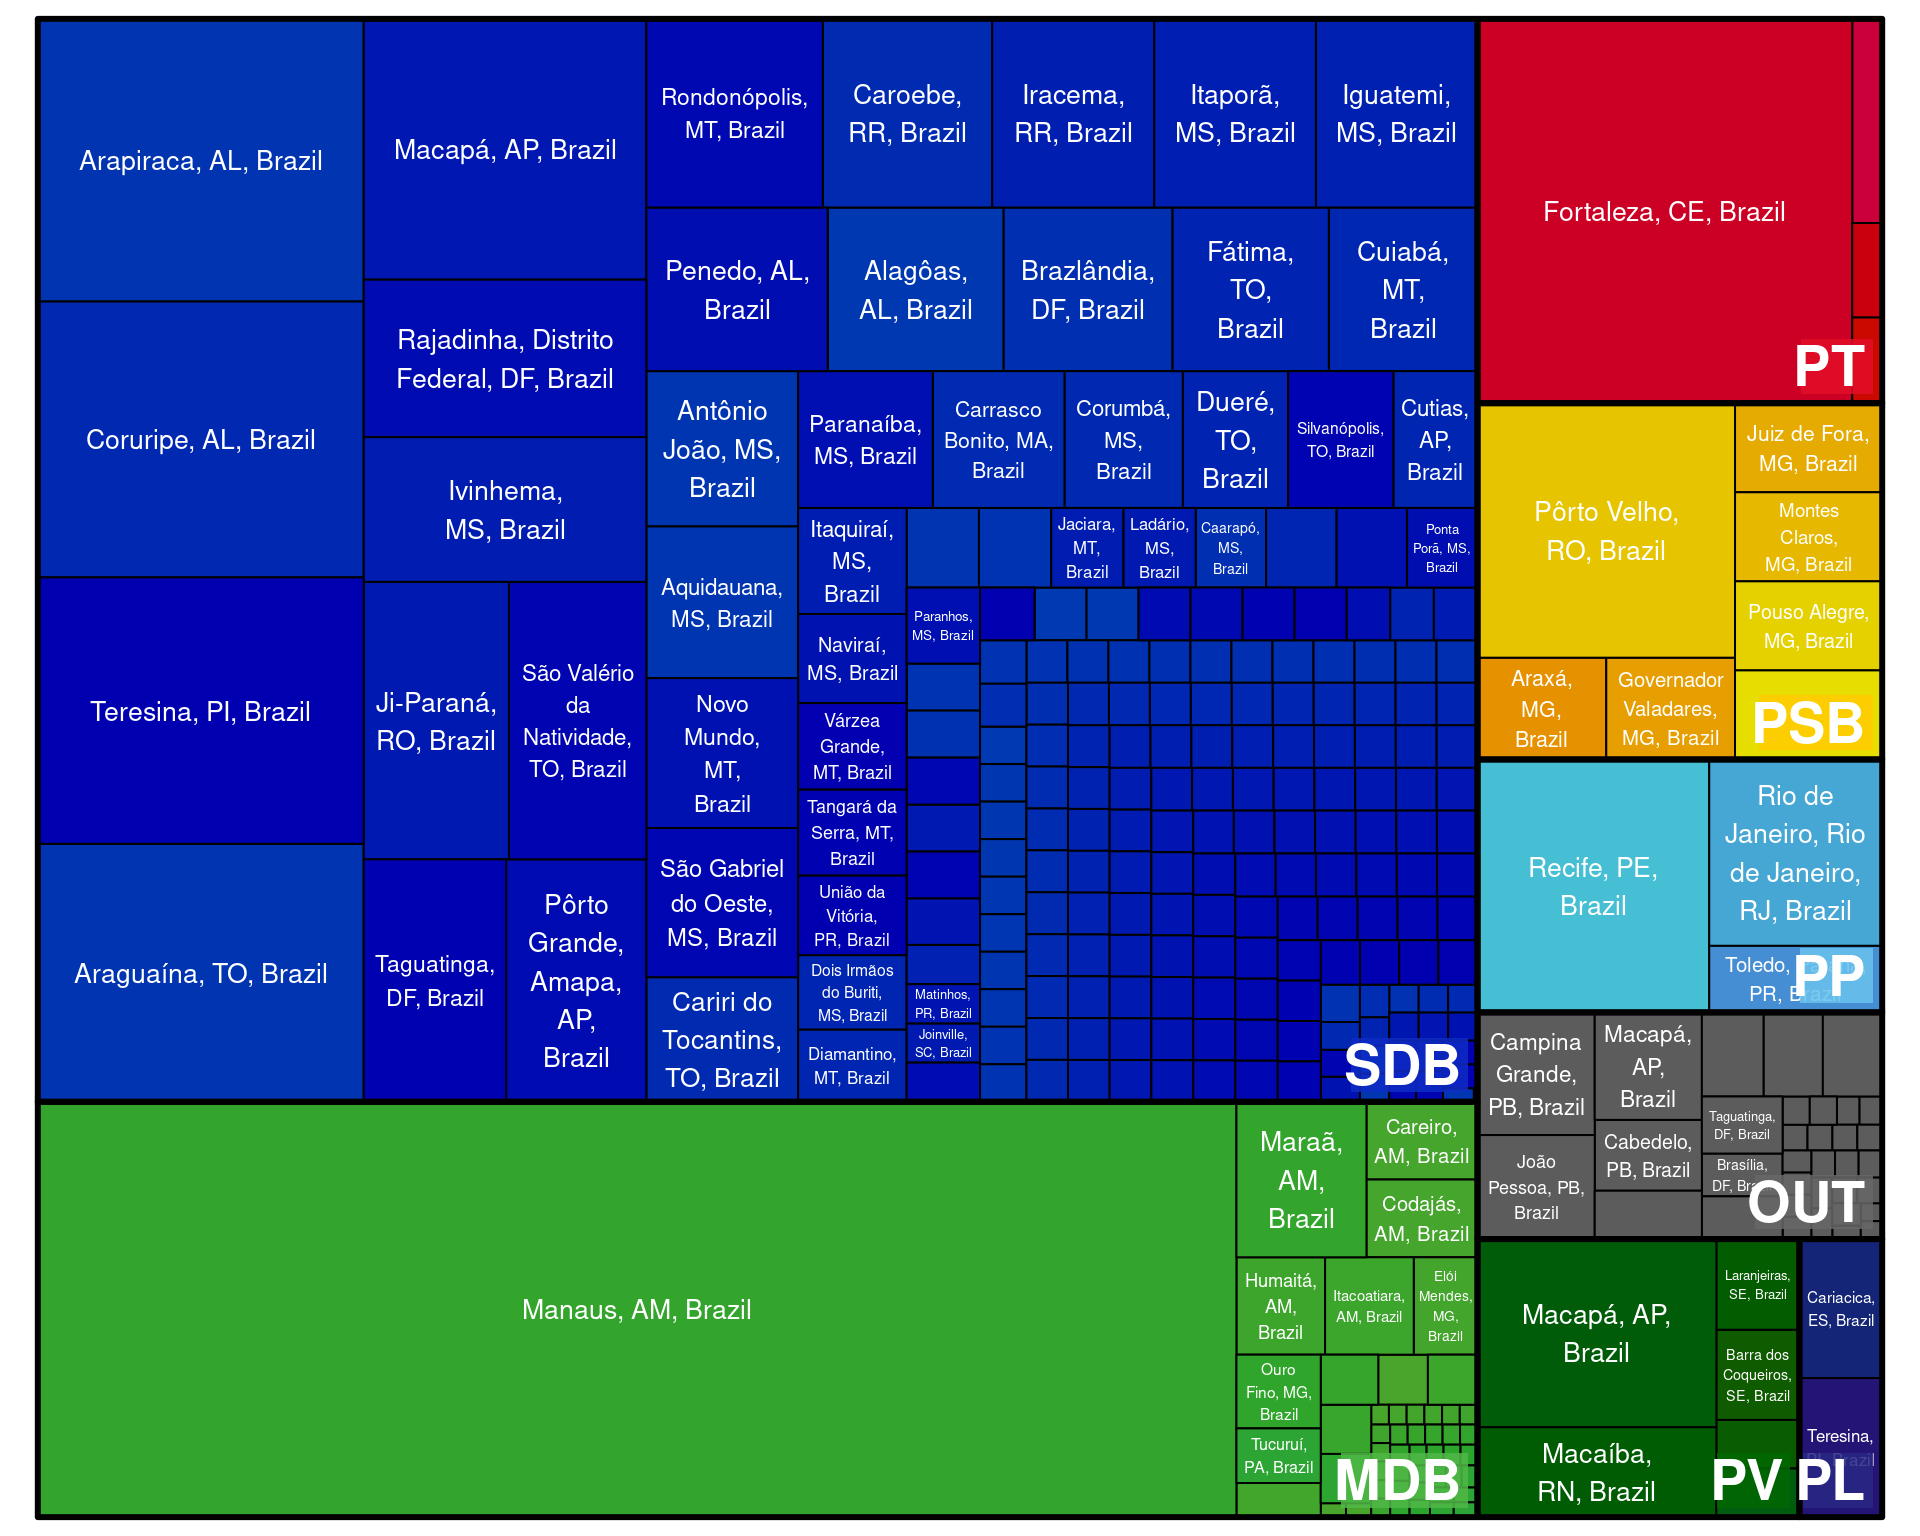 Arapiraca, AL, Brazil
Coruripe, AL, Brazil
Teresina, PI, Brazil
Araguaína, TO, Brazil
Macapá, AP, Brazil
Rajadinha, Distrito
Federal, DF, Brazil
Ivinhema,
MS, Brazil
Ji-Paraná,
RO, Brazil
São Valério
da
Natividade,
TO, Brazil
Taguatinga,
DF, Brazil
Pôrto
Grande,
Amapa,
AP,
Brazil
Rondonópolis,
MT, Brazil
Caroebe,
RR, Brazil
Iracema,
RR, Brazil
Itaporã,
MS, Brazil
Iguatemi,
MS, Brazil
Penedo, AL,
Brazil
Alagôas,
AL, Brazil
Brazlândia,
DF, Brazil
Fátima,
TO,
Brazil
Cuiabá,
MT,
Brazil
Antônio
João, MS,
Brazil
Aquidauana,
MS, Brazil
Novo
Mundo,
MT,
Brazil
São Gabriel
do Oeste,
MS, Brazil
Cariri do
Tocantins,
TO, Brazil
Paranaíba,
MS, Brazil
Carrasco
Bonito, MA,
Brazil
Corumbá,
MS,
Brazil
Dueré,
TO,
Brazil
Silvanópolis,
TO, Brazil
Cutias,
AP,
Brazil
Itaquiraí,
MS,
Brazil
Naviraí,
MS, Brazil
Várzea
Grande,
MT, Brazil
Tangará da
Serra, MT,
Brazil
União da
Vitória,
PR, Brazil
Dois Irmãos
do Buriti,
MS, Brazil
Diamantino,
MT, Brazil
Jaciara,
MT,
Brazil
Ladário,
MS,
Brazil
Caarapó,
MS,
Brazil
Ponta
Porã, MS,
Brazil
Paranhos,
MS, Brazil
Matinhos,
PR, Brazil
Joinville,
SC, Brazil
SDB
Manaus, AM, Brazil
Maraã,
AM,
Brazil
Careiro,
AM, Brazil
Codajás,
AM, Brazil
Humaitá,
AM,
Brazil
Itacoatiara,
AM, Brazil
Elói
Mendes,
MG,
Brazil
Ouro
Fino, MG,
Brazil
Tucuruí,
PA, Brazil
MDB
Fortaleza, CE, Brazil
PT
Pôrto Velho,
RO, Brazil
Juiz de Fora,
MG, Brazil
Montes
Claros,
MG, Brazil
Pouso Alegre,
MG, Brazil
Araxá,
MG,
Brazil
Governador
Valadares,
MG, Brazil
PSB
Recife, PE,
Brazil
Rio de
Janeiro, Rio
de Janeiro,
RJ, Brazil
Toledo,
PR, Brazil
PP
Campina
Grande,
PB, Brazil
João
Pessoa, PB,
Brazil
Macapá,
AP,
Brazil
Cabedelo,
PB, Brazil
Taguatinga,
DF, Brazil
Brasília,
DF, Brazil
OUT
Macapá, AP,
Brazil
Macaíba,
RN, Brazil
Laranjeiras,
SE, Brazil
Barra dos
Coqueiros,
SE, Brazil
PV
Cariacica,
ES, Brazil
Teresina,
PI, Brazil
PL